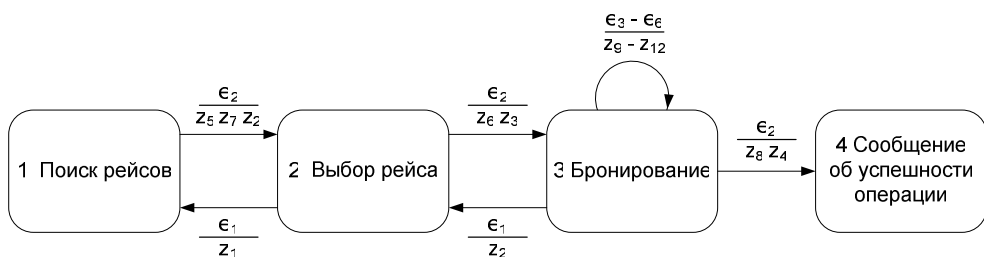 ϵ3 - ϵ6
z9 - z12
ϵ2
z5 z7 z2
ϵ2
z6 z3
ϵ2
z8 z4
1 Поиск рейсов
2 Выбор рейса
3 Бронирование
4 Сообщение
об успешности
операции
ϵ1
z1
ϵ1
z2